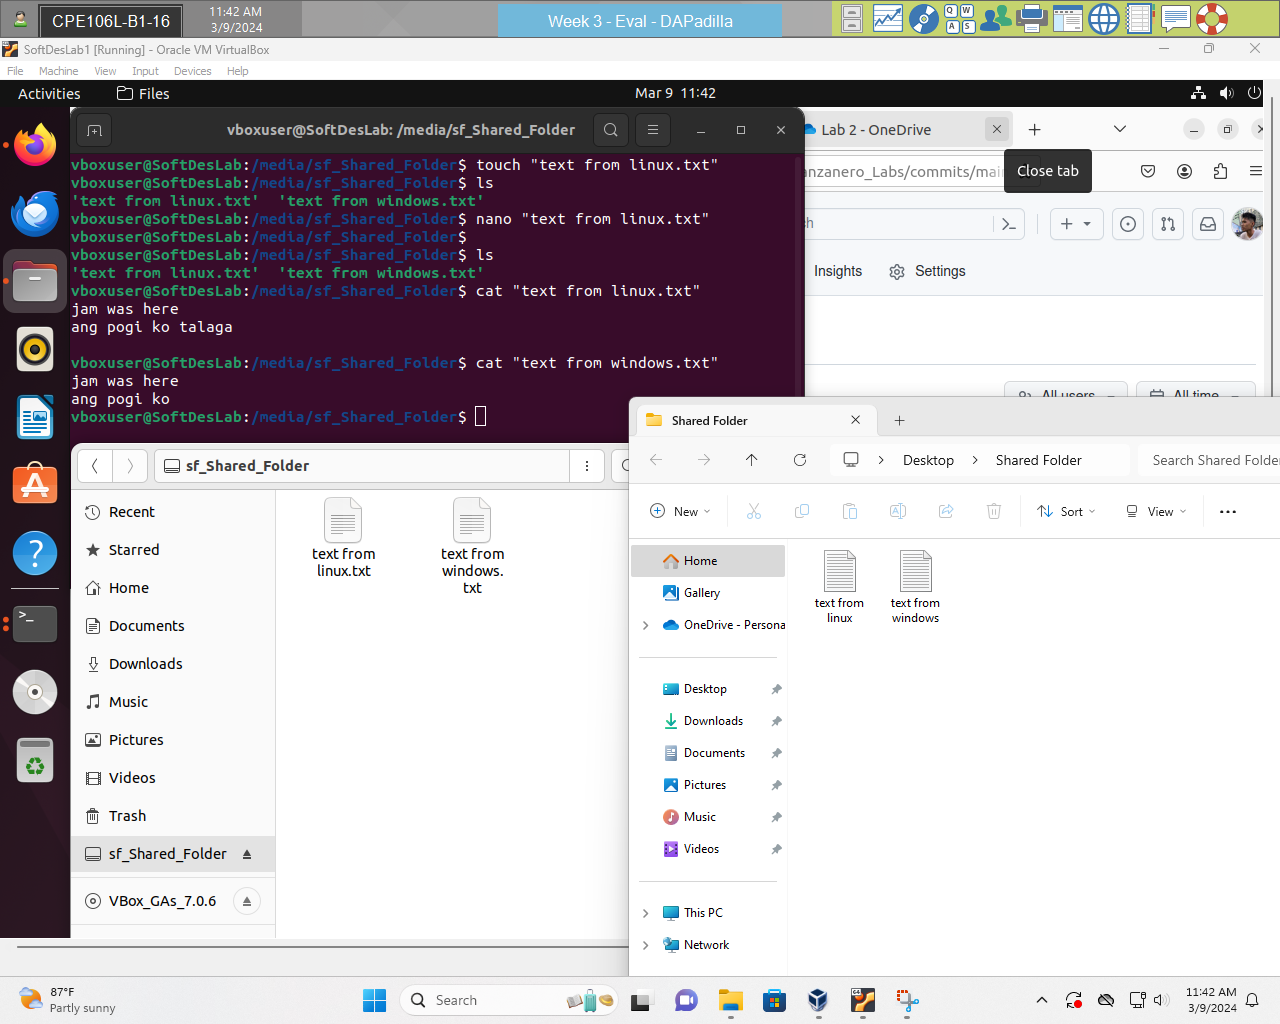 CPE106L-B1-16
11:42 AM
3/9/2024
Week 3 - Eval - DAPadilla
Q W
A S
SoftDesLab1 [Running] - Oracle VM VirtualBox
File Machine View Input Devices Help
Activities
Files
Mar 9 11:42
vboxuser@SoftDesLab: /media/sf_Shared_Folder
vboxuser@SoftDesLab:/media/sf_Shared_Folder$ touch "text from linux.txt"
vboxuser@SoftDesLab:/media/sf_Shared_Folder$ ls
'text from linux.txt' 'text from windows.txt'
vboxuser@SoftDesLab:/media/sf_Shared_Folder$ nano "text from linux.txt"
vboxuser@SoftDesLab:/media/sf_Shared_Folder$
vboxuser@SoftDesLab:/media/sf_Shared_Folder$ ls
'text from linux.txt' 'text from windows.txt'
vboxuser@SoftDesLab:/media/sf_Shared_Folder$ cat "text from linux.txt"
jam was here
ang pogi ko talaga
vboxuser@SoftDesLab:/media/sf_Shared_Folder$ cat "text from windows.txt"
jam was here
ang pogi ko
vboxuser@SoftDesLab:/media/sf_Shared_Folder$
Lab 2 - OneDrive
anzanero_Labs/commits/main
Close tab
ch
Insights
Settings
All users
All time
sf_Shared_Folder
Recent
Starred
Home
Documents
Downloads
Music
Pictures
Videos
Trash
sf_Shared_Folder
VBox_GAs_7.0.6
text from
linux.txt
text from
windows.
txt
Shared Folder
Desktop
Shared Folder
Search Shared Folde
New
Sort
View
Home
Gallery
OneDrive - Persona
Desktop
Downloads
Documents
Pictures
Music
Videos
This PC
Network
text from
linux
text from
windows
87°F
Partly sunny
Search
11:42 AM
3/9/2024